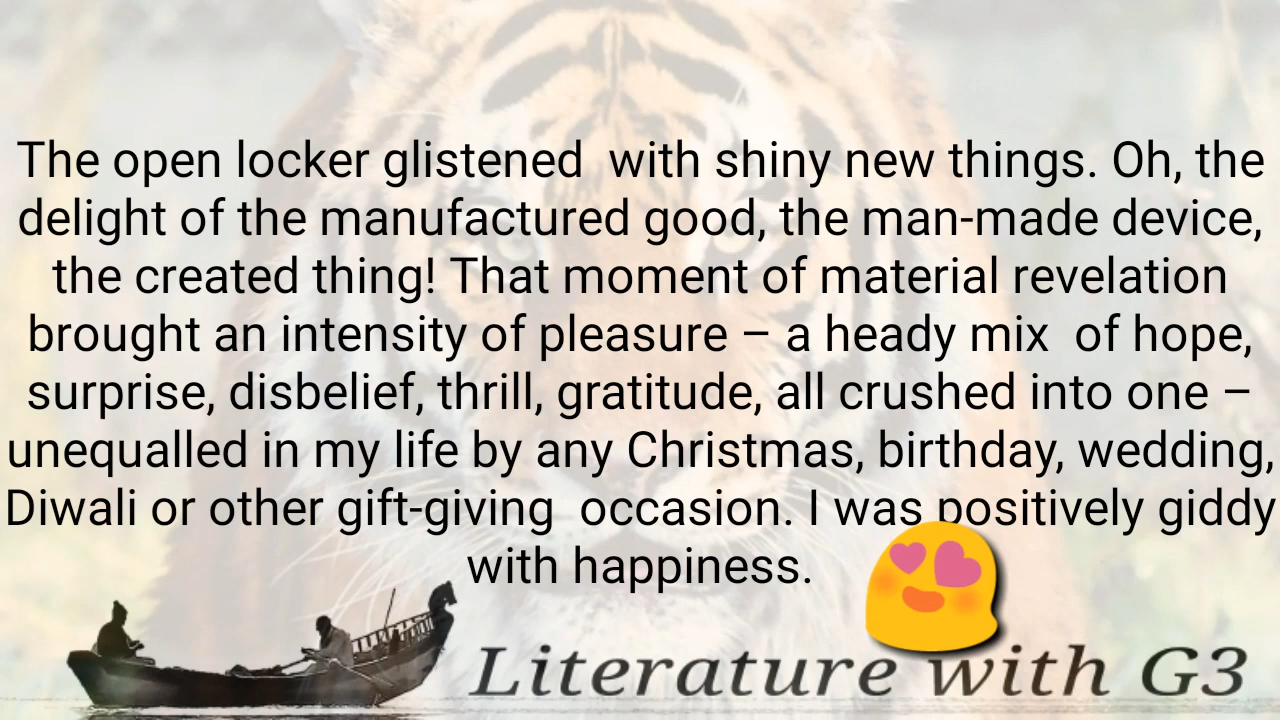 The open locker glistened  with shiny new things. Oh, the
delight of the manufactured good, the man-made device,
the created thing! That moment of material revelation
brought an intensity of pleasure – a heady mix  of hope,
surprise, disbelief, thrill, gratitude, all crushed into one –
unequalled in my life by any Christmas, birthday, wedding,
Diwali or other gift-giving  occasion. I was positively giddy
with happiness.
Literature with G3